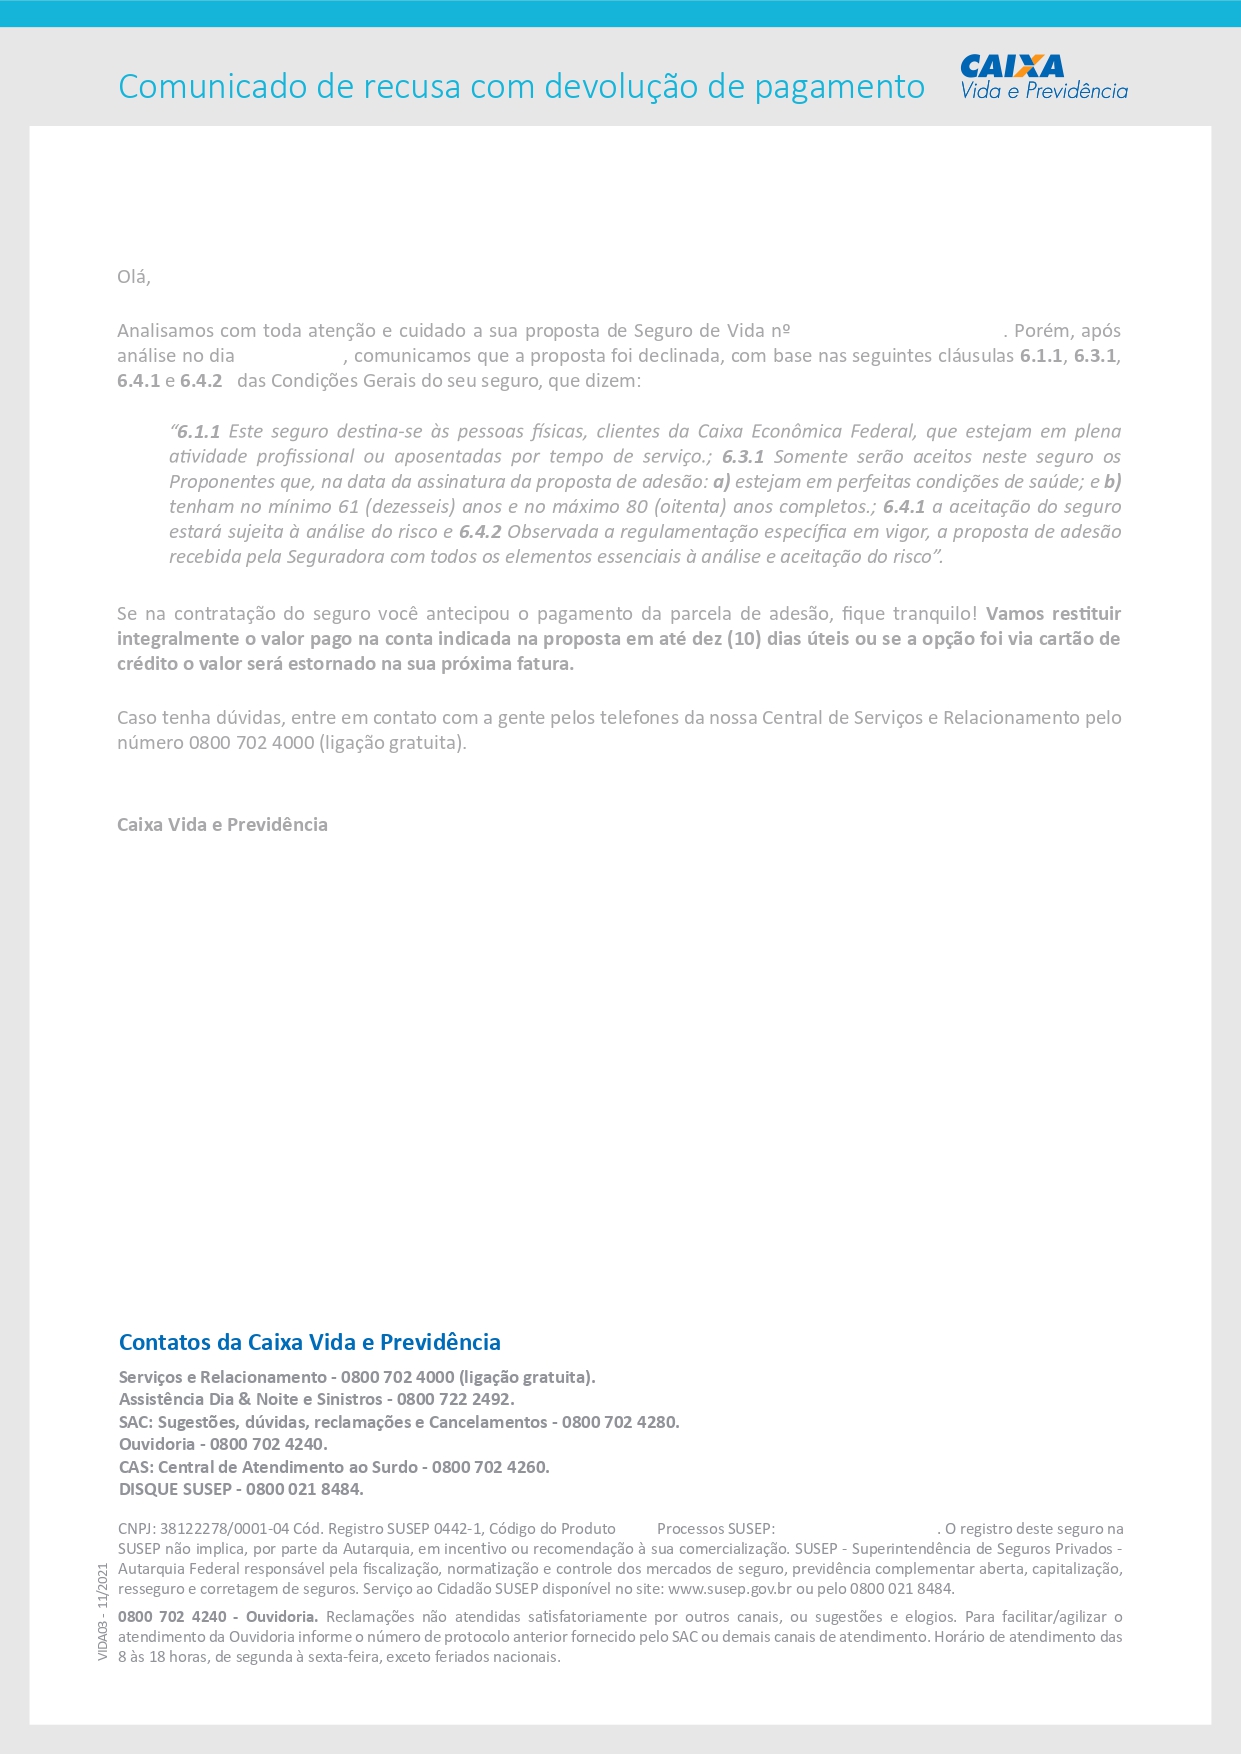 Comunicado de recusa com devolução de pagamento
CAIXA
Vida e Previdência
Olá,
Analisamos com toda atenção e cuidado a sua proposta de Seguro de Vida nº . Porém, após
análise no dia , comunicamos que a proposta foi declinada, com base nas seguintes cláusulas 6.1.1, 6.3.1,
6.4.1 e 6.4.2 das Condições Gerais do seu seguro, que dizem:
“6.1.1 Este seguro destina-se às pessoas físicas, clientes da Caixa Econômica Federal, que estejam em plena
atividade profissional ou aposentadas por tempo de serviço.; 6.3.1 Somente serão aceitos neste seguro os
Proponentes que, na data da assinatura da proposta de adesão: a) estejam em perfeitas condições de saúde; e b)
tenham no mínimo 61 (dezesseis) anos e no máximo 80 (oitenta) anos completos.; 6.4.1 a aceitação do seguro
estará sujeita à análise do risco e 6.4.2 Observada a regulamentação específica em vigor, a proposta de adesão
recebida pela Seguradora com todos os elementos essenciais à análise e aceitação do risco”.
Se na contratação do seguro você antecipou o pagamento da parcela de adesão, fique tranquilo! Vamos restituir
integralmente o valor pago na conta indicada na proposta em até dez (10) dias úteis ou se a opção foi via cartão de
crédito o valor será estornado na sua próxima fatura.
Caso tenha dúvidas, entre em contato com a gente pelos telefones da nossa Central de Serviços e Relacionamento pelo
número 0800 702 4000 (ligação gratuita).
Caixa Vida e Previdência
Contatos da Caixa Vida e Previdência
Serviços e Relacionamento - 0800 702 4000 (ligação gratuita).
Assistência Dia & Noite e Sinistros - 0800 722 2492.
SAC: Sugestões, dúvidas, reclamações e Cancelamentos - 0800 702 4280.
Ouvidoria - 0800 702 4240.
CAS: Central de Atendimento ao Surdo - 0800 702 4260.
DISQUE SUSEP - 0800 021 8484.
CNPJ: 38122278/0001-04 Cód. Registro SUSEP 0442-1, Código do Produto Processos SUSEP: . O registro deste seguro na
SUSEP não implica, por parte da Autarquia, em incentivo ou recomendação à sua comercialização. SUSEP - Superintendência de Seguros Privados -
Autarquia Federal responsável pela fiscalização, normatização e controle dos mercados de seguro, previdência complementar aberta, capitalização,
resseguro e corretagem de seguros. Serviço ao Cidadão SUSEP disponível no site: www.susep.gov.br ou pelo 0800 021 8484.
0800 702 4240 - Ouvidoria. Reclamações não atendidas satisfatoriamente por outros canais, ou sugestões e elogios. Para facilitar/agilizar o
atendimento da Ouvidoria informe o número de protocolo anterior fornecido pelo SAC ou demais canais de atendimento. Horário de atendimento das
8 às 18 horas, de segunda à sexta-feira, exceto feriados nacionais.
VIDA03 - 11/2021